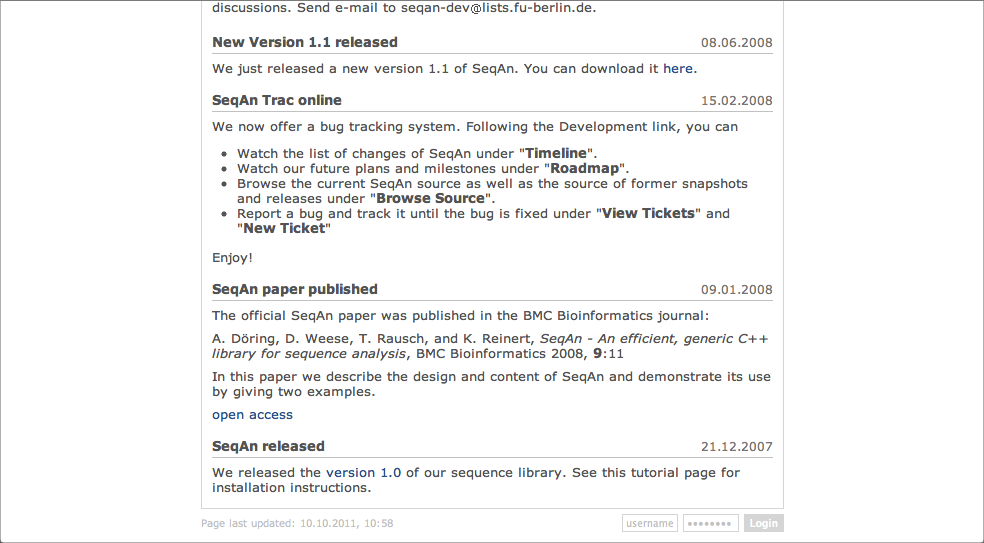 discussions. Send e-mail to seqan-dev@lists.fu-berlin.de.
New Version 1.1 released 08.06.2008
We just released a new version 1.1 of SeqAn. You can download it here.
SeqAn Trac online 15.02.2008
We now offer a bug tracking system. Following the Development link, you can
• Watch the list of changes of SeqAn under "Timeline".
• Watch our future plans and milestones under "Roadmap".
• Browse the current SeqAn source as well as the source of former snapshots
and releases under "Browse Source".
• Report a bug and track it until the bug is fixed under "View Tickets" and
"New Ticket"
Enjoy!
SeqAn paper published 09.01.2008
The official SeqAn paper was published in the BMC Bioinformatics journal:
A. Döring, D. Weese, T. Rausch, and K. Reinert, SeqAn - An efficient, generic C++
library for sequence analysis, BMC Bioinformatics 2008, 9:11
In this paper we describe the design and content of SeqAn and demonstrate its use
by giving two examples.
open access
SeqAn released 21.12.2007
We released the version 1.0 of our sequence library. See this tutorial page for
installation instructions.
Page last updated: 10.10.2011, 10:58 username •••••••• Login